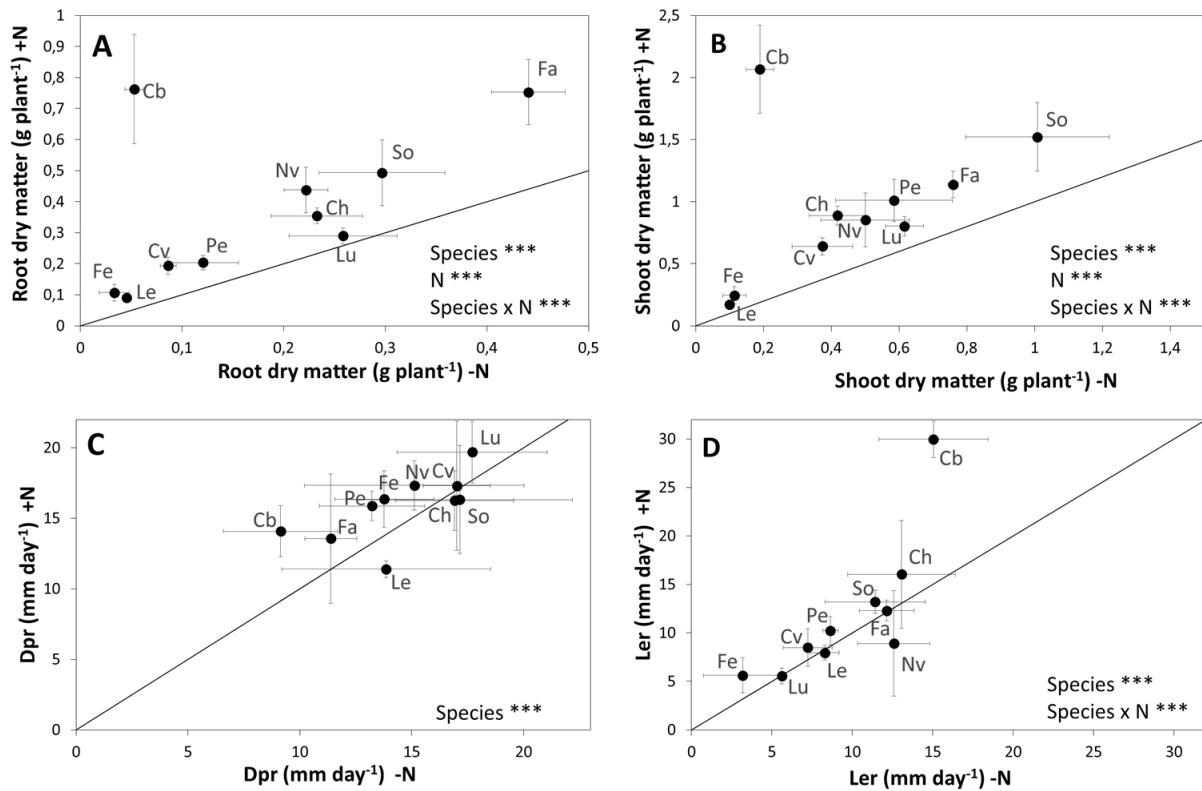 A
Root dry matter (g plant⁻¹) +N
1
0,9
0,8
0,7
0,6
0,5
0,4
0,3
0,2
0,1
0
Cb
Fa
So
Nv
Ch
Lu
Cv
Pe
Fe
Le
Species ***
N ***
Species x N ***
0
0,1
0,2
0,3
0,4
0,5
Root dry matter (g plant⁻¹) -N
B
Shoot dry matter (g plant⁻¹) +N
2,5
2
1,5
1
0,5
0
Cb
So
Fa
Pe
Ch
Nv
Lu
Cv
Fe
Le
Species ***
N ***
Species x N ***
0
0,2
0,4
0,6
0,8
1
1,2
1,4
Shoot dry matter (g plant⁻¹) -N
C
Dpr (mm day⁻¹) +N
20
15
10
5
0
Lu
Nv
Cv
Fe
Pe
Ch
So
Cb
Fa
Le
Species ***
0
5
10
15
20
Dpr (mm day⁻¹) -N
D
Ler (mm day⁻¹) +N
30
25
20
15
10
5
0
Cb
Ch
So
Fa
Pe
Nv
Cv
Le
Fe
Lu
Species ***
Species x N ***
0
5
10
15
20
25
30
Ler (mm day⁻¹) -N